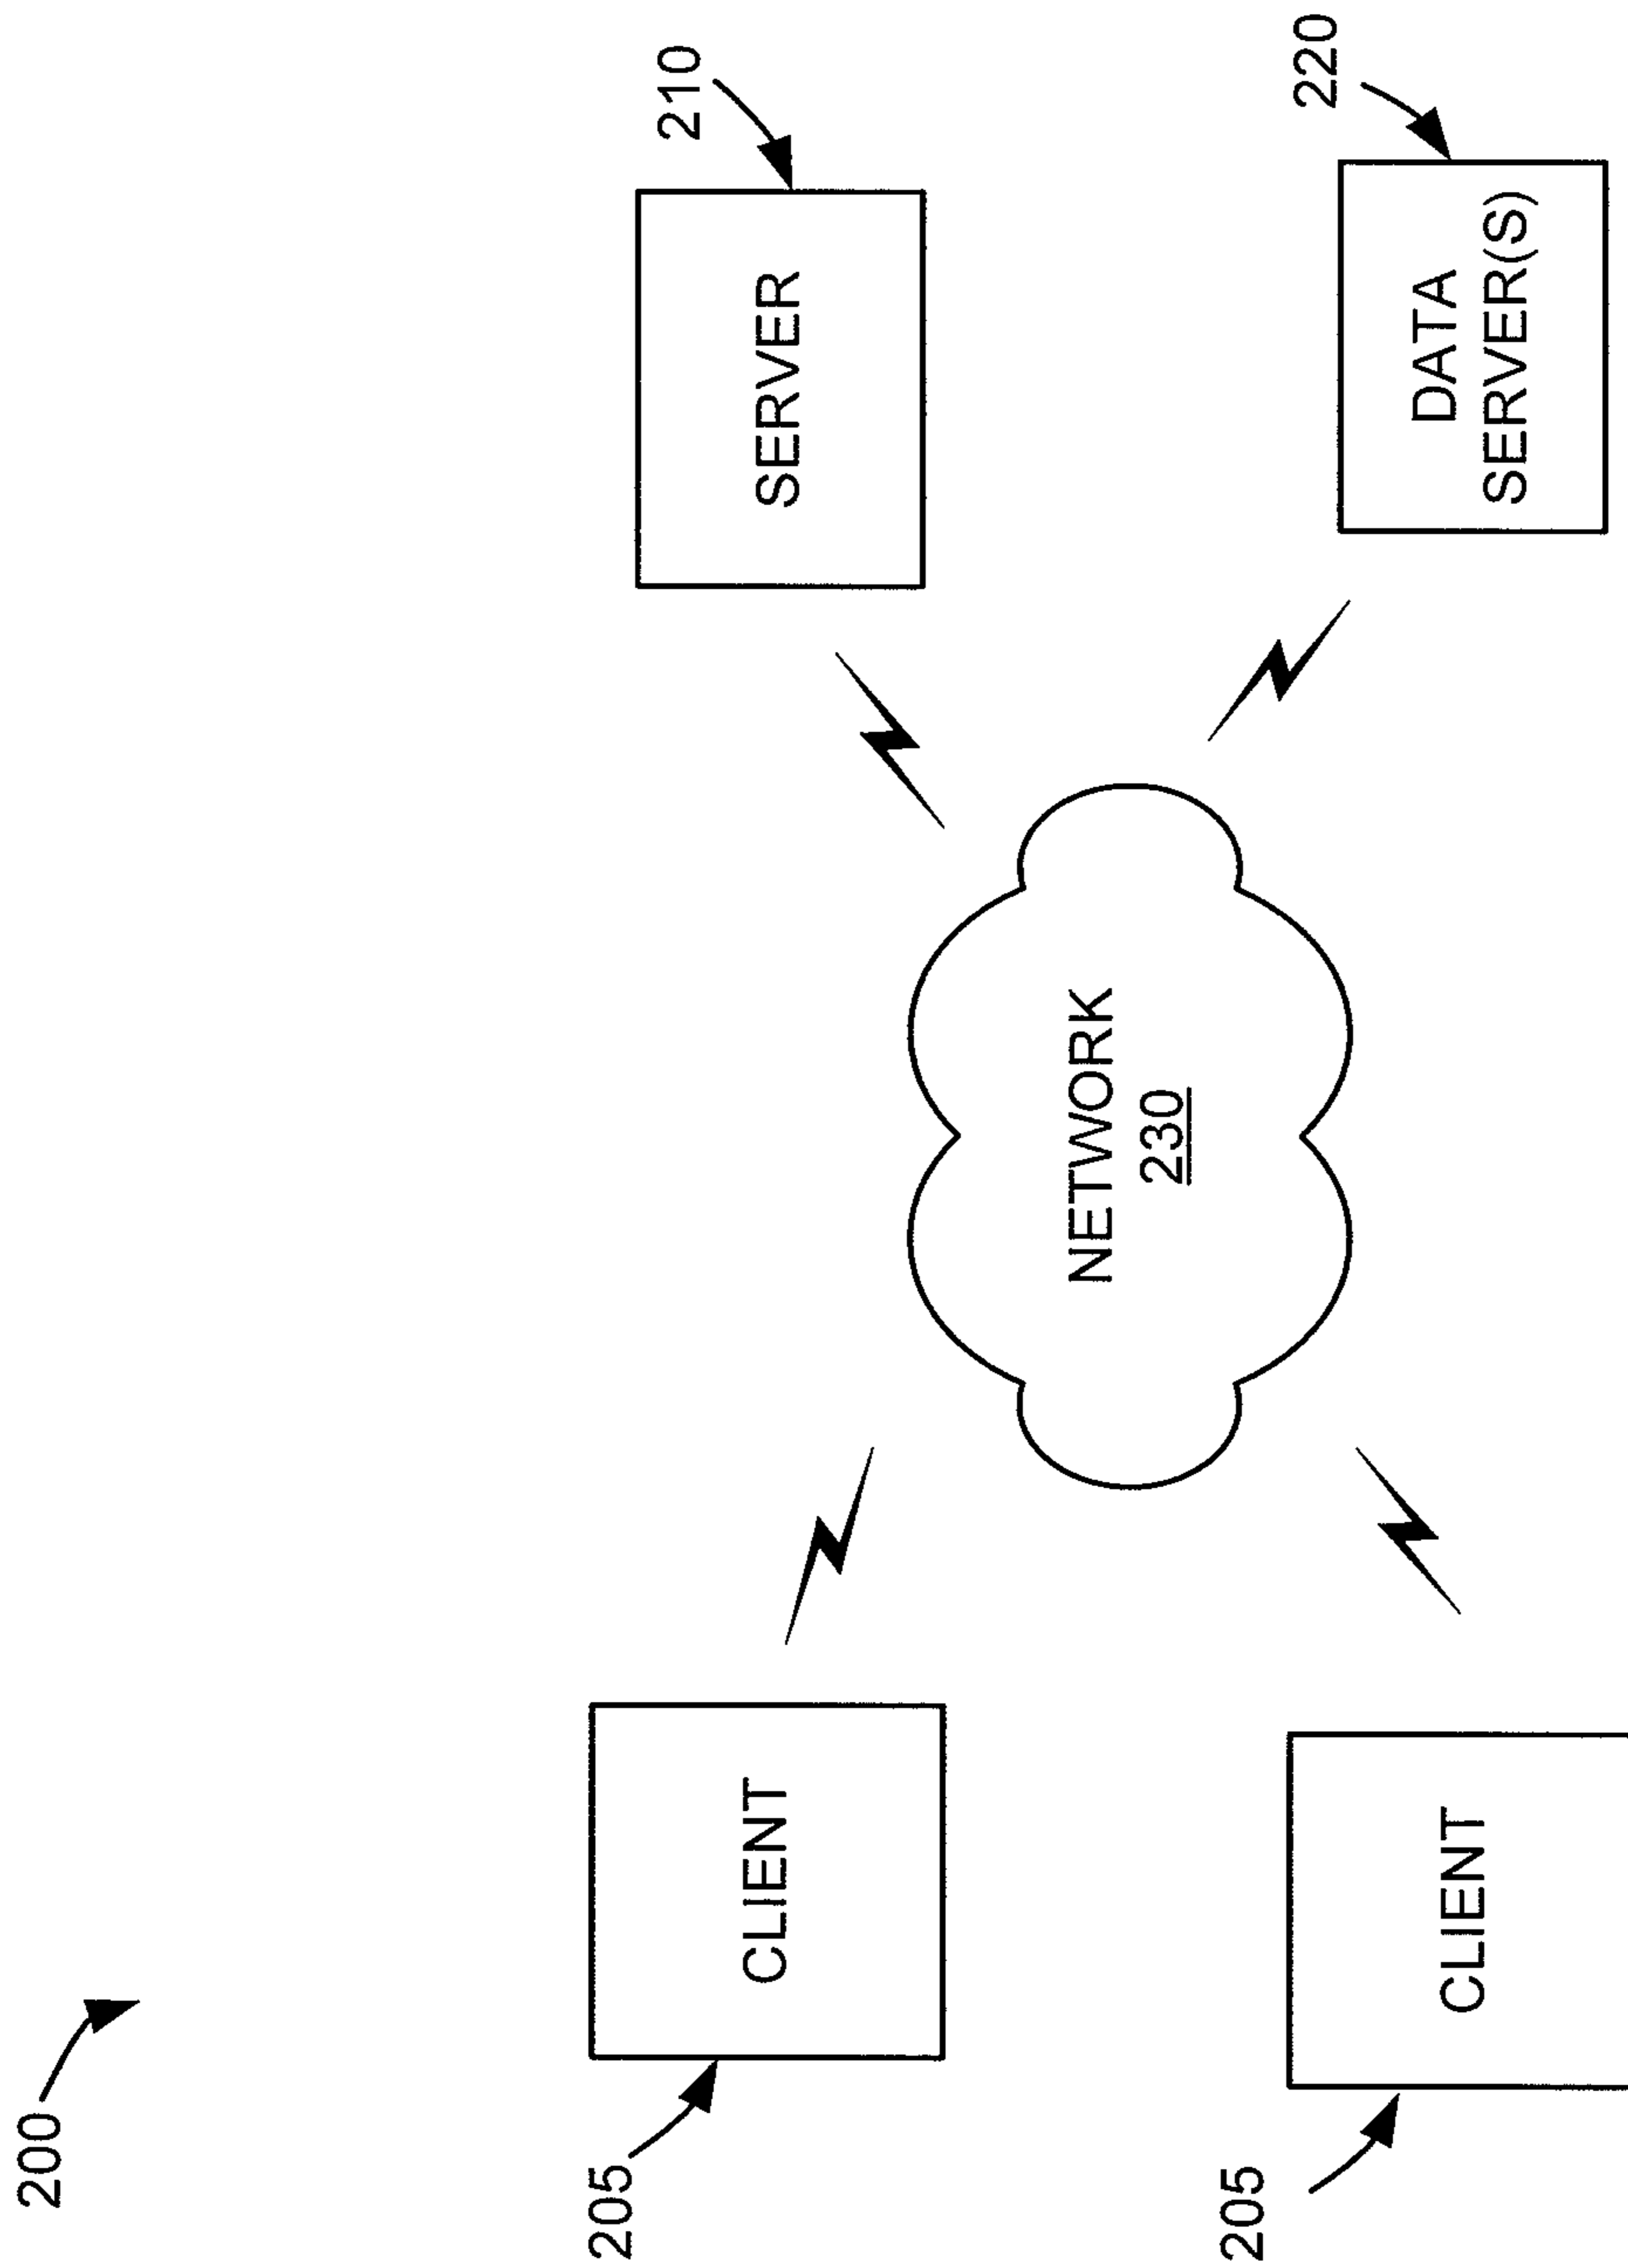 200
205
CLIENT
SERVER
210
NETWORK
230
205
CLIENT
DATA
SERVER(S)
220